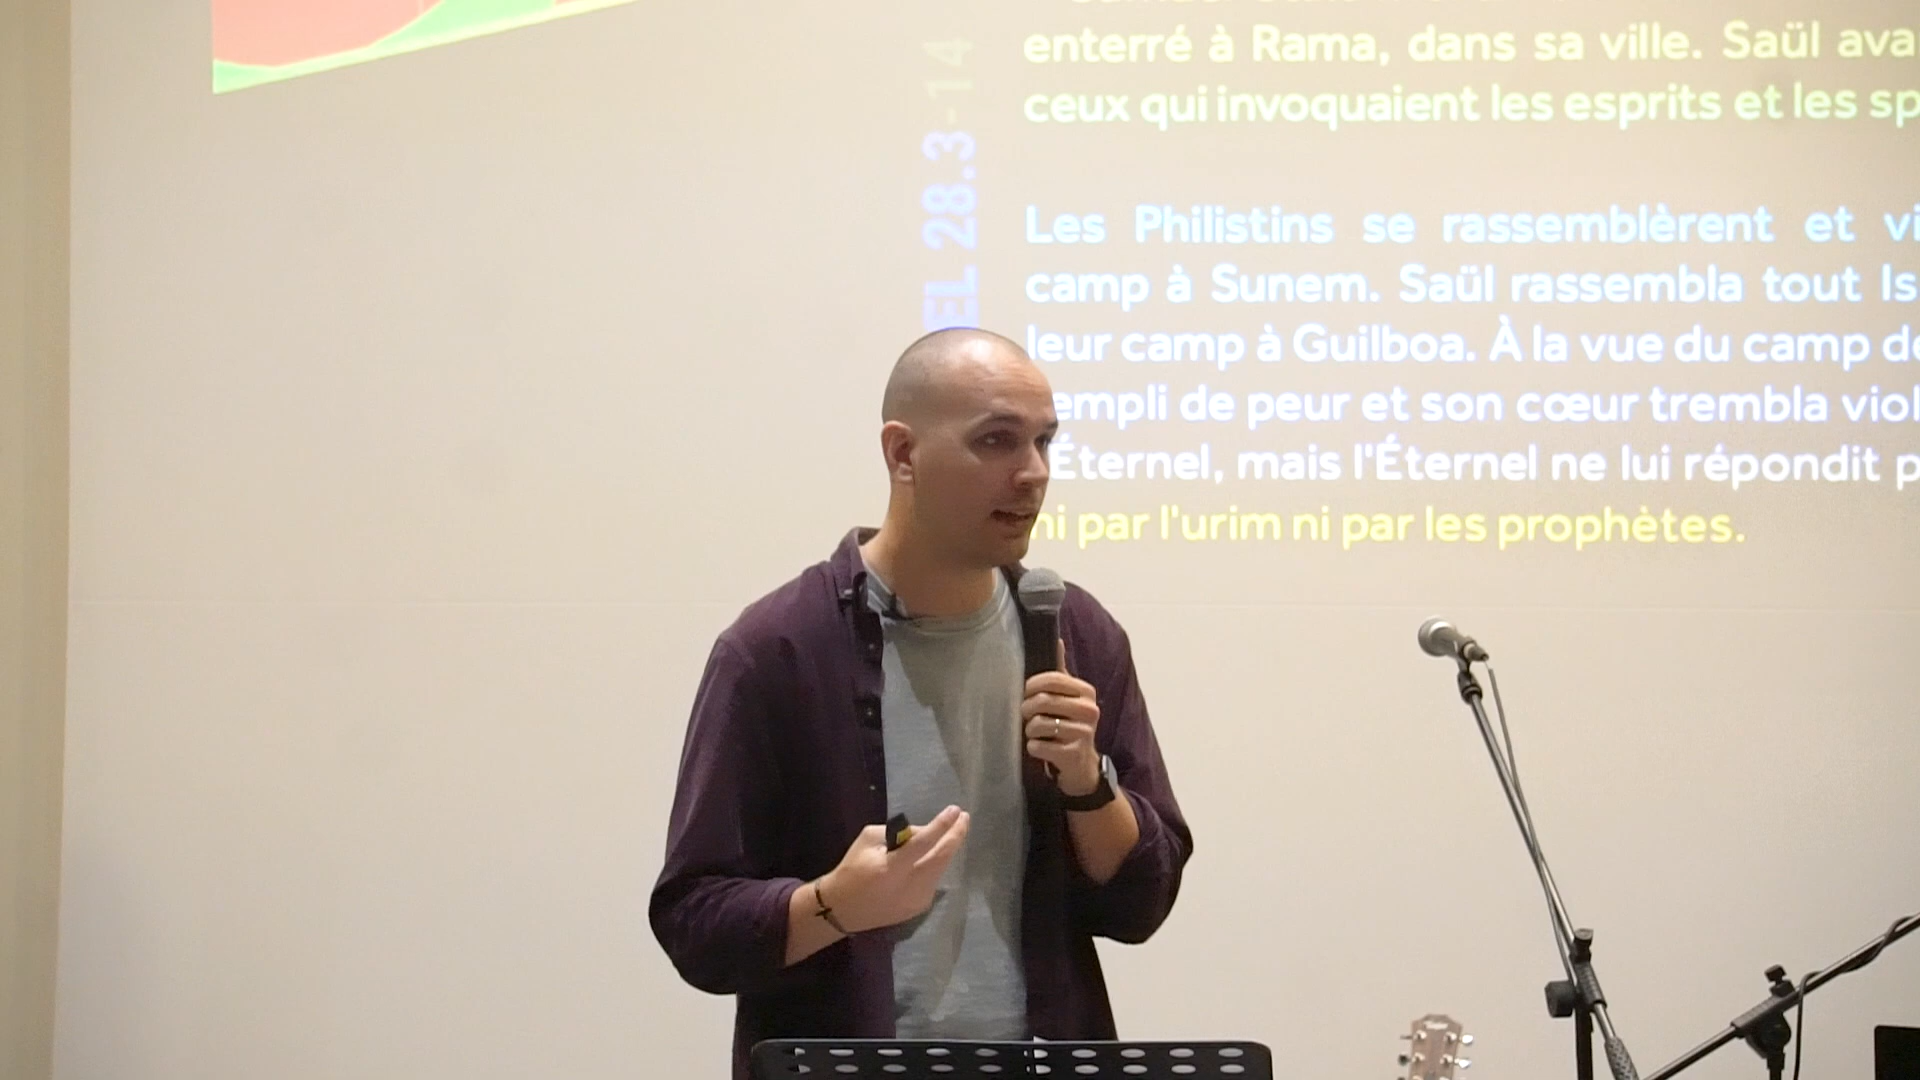 enterré à Rama, dans sa ville. Saül ava
ceux qui invoquaient les esprits et les sp
Les Philistins se rassemblèrent et vi
camp à Sunem. Saül rassembla tout Is
leur camp à Guilboa. À la vue du camp de
empli de peur et son cœur trembla viol
Éternel, mais l'Éternel ne lui répondit p
ni par l'urim ni par les prophètes.
EL 28.3-14